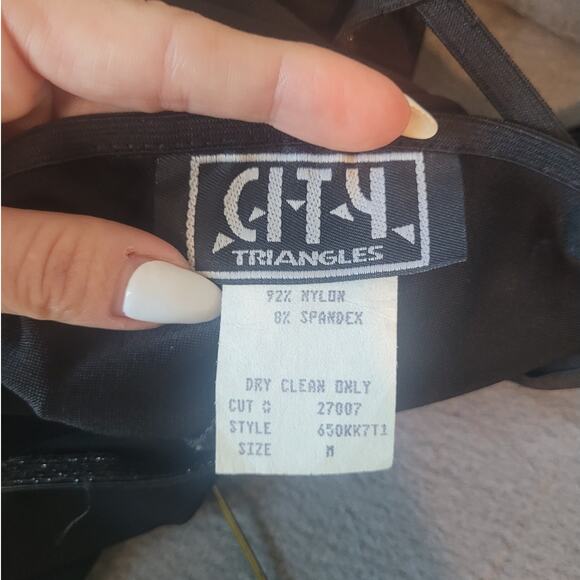 CITY
TRIANGLES
92% NYLON
8% SPANDEX
DRY CLEAN ONLY
CUT # 27007
STYLE 650KK7T1
SIZE M